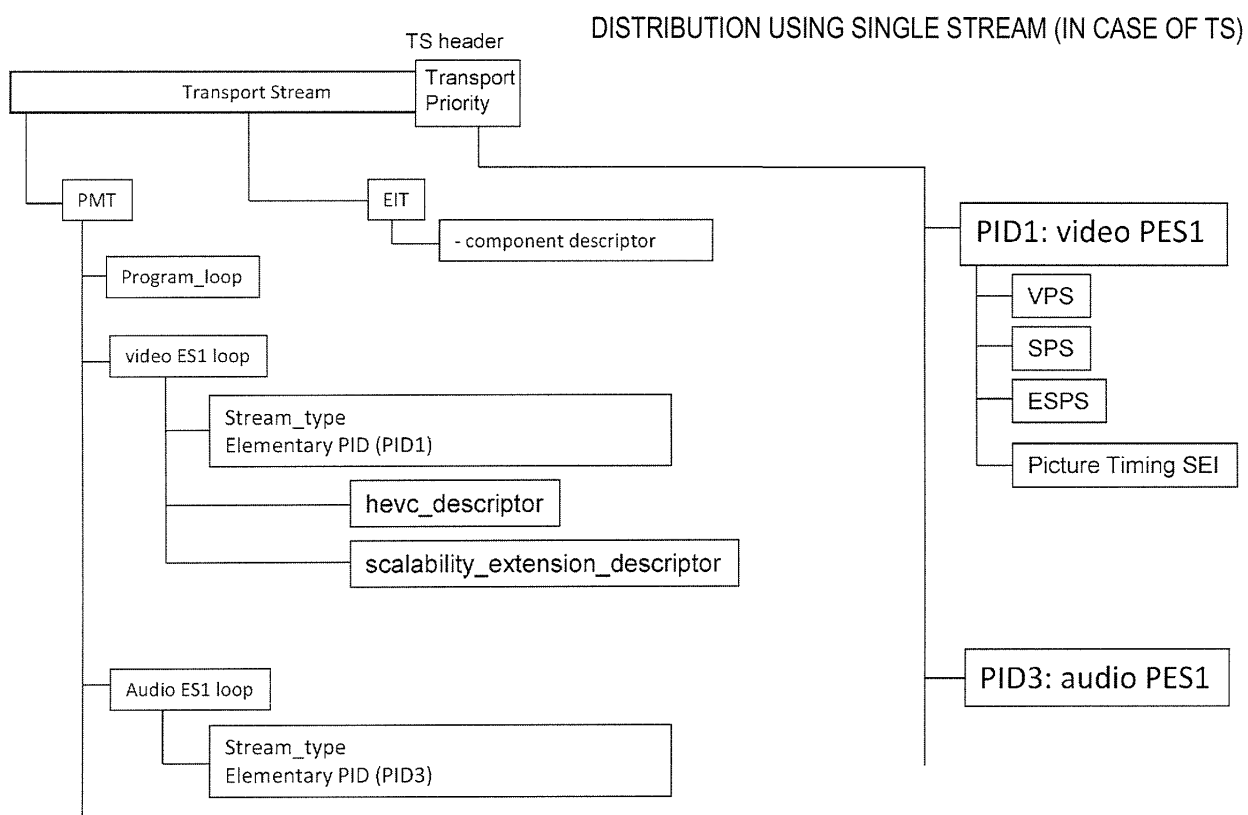 DISTRIBUTION USING SINGLE STREAM (IN CASE OF TS)
TS header
Transport Stream
Transport
Priority
PMT
EIT
- component descriptor
Program_loop
video ES1 loop
Stream_type
Elementary PID (PID1)
hevc_descriptor
scalability_extension_descriptor
Audio ES1 loop
Stream_type
Elementary PID (PID3)
PID1: video PES1
VPS
SPS
ESPS
Picture Timing SEI
PID3: audio PES1